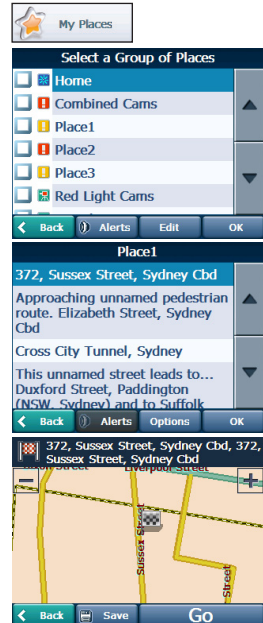 My Places
Select a Group of Places
Home
Combined Cams
Place1
Place2
Place3
Red Light Cams
Back
Alerts
Edit
OK
Place1
372, Sussex Street, Sydney Cbd
Approaching unnamed pedestrian
route. Elizabeth Street, Sydney
Cbd
Cross City Tunnel, Sydney
This unnamed street leads to...
Duxford Street, Paddington
(NSW, Sydney) and to Suffolk
Back
Alerts
Options
OK
372, Sussex Street, Sydney Cbd, 372,
Sussex Street, Sydney Cbd
Street
Liverpool Street
Sussex Street
Street
Back
Save
Go